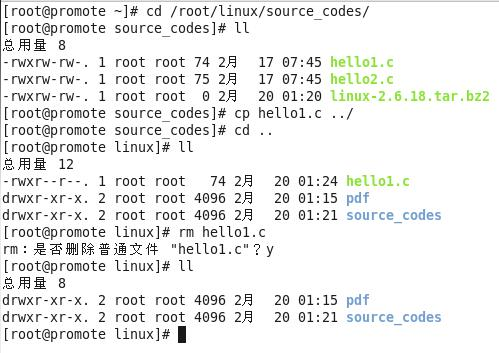 [root@promote ~]# cd /root/linux/source_codes/
[root@promote source_codes]# ll
总用量 8
-rwxrw-rw-. 1 root root 74 2月  17 07:45 hello1.c
-rwxrw-rw-. 1 root root 75 2月  17 07:45 hello2.c
-rwxrw-rw-. 1 root root  0 2月  20 01:20 linux-2.6.18.tar.bz2
[root@promote source_codes]# cp hello1.c ../
[root@promote source_codes]# cd ..
[root@promote linux]# ll
总用量 12
-rwxr--r--. 1 root root   74 2月  20 01:24 hello1.c
drwxr-xr-x. 2 root root 4096 2月  20 01:15 pdf
drwxr-xr-x. 2 root root 4096 2月  20 01:21 source_codes
[root@promote linux]# rm hello1.c
rm：是否删除普通文件 "hello1.c"？y
[root@promote linux]# ll
总用量 8
drwxr-xr-x. 2 root root 4096 2月  20 01:15 pdf
drwxr-xr-x. 2 root root 4096 2月  20 01:21 source_codes
[root@promote linux]#